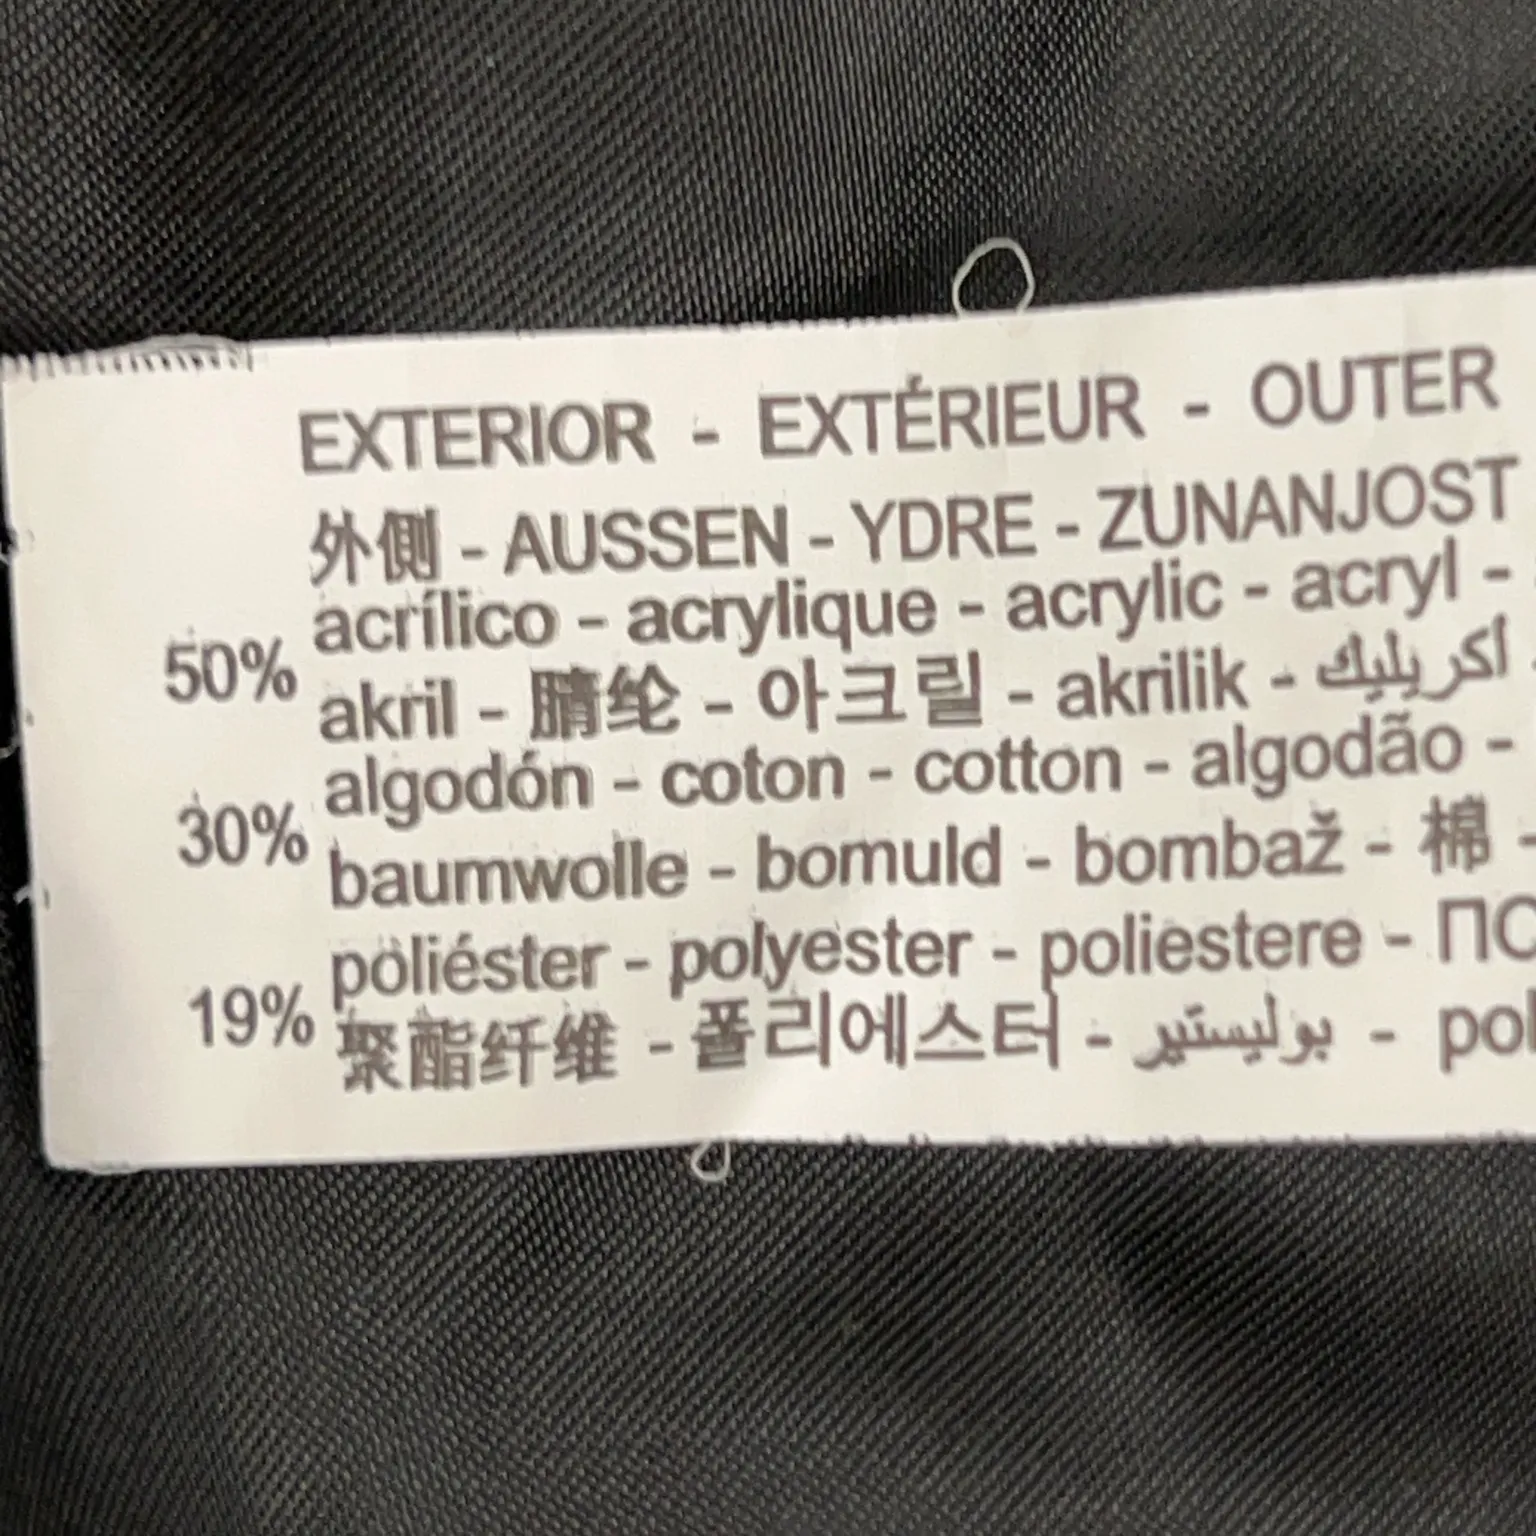 EXTERIOR - EXTÉRIEUR - OUTER
外側 - AUSSEN - YDRE - ZUNANJOST
50% acrílico - acrylique - acrylic - acryl -
akril - 腈纶 - 아크릴 - akrilik - أكريليك -
30% algodón - coton - cotton - algodão -
baumwolle - bomuld - bombaž - 棉 -
19% poliéster - polyester - poliestere -
聚酯纤维 - 폴리에스터 - بوليستير -